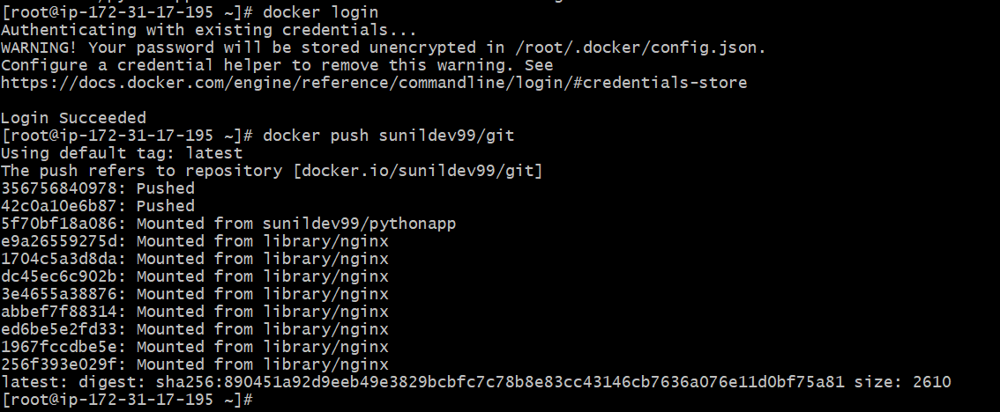 [root@ip-172-31-17-195 ~]# docker login
Authenticating with existing credentials...
WARNING! Your password will be stored unencrypted in /root/.docker/config.json.
Configure a credential helper to remove this warning. See
https://docs.docker.com/engine/reference/commandline/login/#credentials-store
Login Succeeded
[root@ip-172-31-17-195 ~]# docker push sunildev99/git
Using default tag: latest
The push refers to repository [docker.io/sunildev99/git]
356756840978: Pushed
42c0a10e6b87: Pushed
5f70bf18a086: Mounted from sunildev99/pythonapp
e9a26559275d: Mounted from library/nginx
1704c5a3d8da: Mounted from library/nginx
dc45ec6c902b: Mounted from library/nginx
3e4655a38876: Mounted from library/nginx
abbef7f88314: Mounted from library/nginx
ed6be5e2fd33: Mounted from library/nginx
1967fccdbe5e: Mounted from library/nginx
256f393e029f: Mounted from library/nginx
latest: digest: sha256:890451a92d9eeb49e3829bcbfc7c78b8e83cc43146cb7636a076e11d0bf75a81 size: 2610
[root@ip-172-31-17-195 ~]#